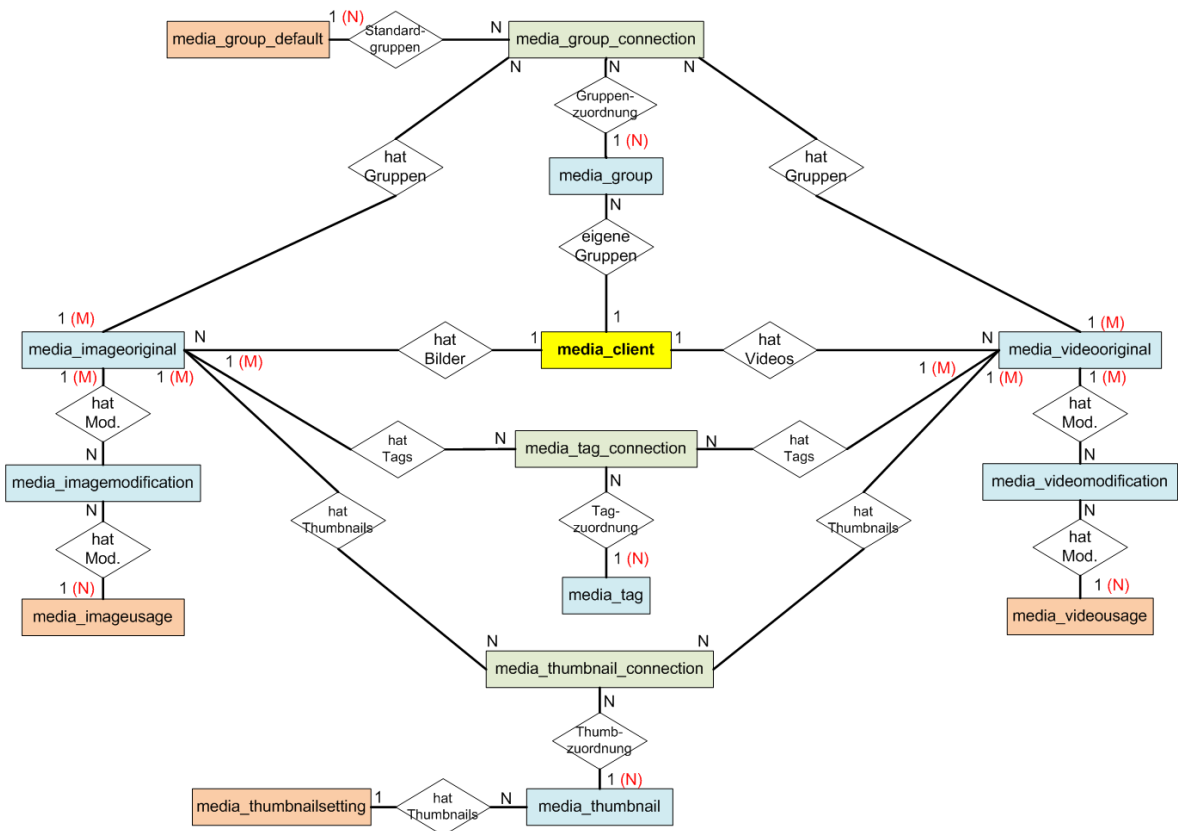 1 (N)
Standard-
gruppen
N
media_group_default
media_group_connection
N
N
N
Gruppen-
zuordnung
1 (N)
hat
Gruppen
hat
Gruppen
media_group
N
eigene
Gruppen
1 (M)
1
1 (M)
media_imageoriginal
N
hat
Bilder
1
media_client
1
hat
Videos
N
media_videooriginal
1 (M)
1 (M)
1 (M)
1 (M)
1 (M)
1 (M)
hat
Mod.
hat
Mod.
hat
Tags
N
media_tag_connection
N
hat
Tags
N
N
media_imagemodification
media_videomodification
N
N
N
hat
Thumbnails
Tag-
zuordnung
hat
Thumbnails
hat
Mod.
hat
Mod.
1 (N)
1 (N)
1 (N)
media_imageusage
media_tag
media_videousage
N
N
media_thumbnail_connection
N
Thumb-
zuordnung
1 (N)
media_thumbnailsetting
1
hat
Thumbnails
N
media_thumbnail